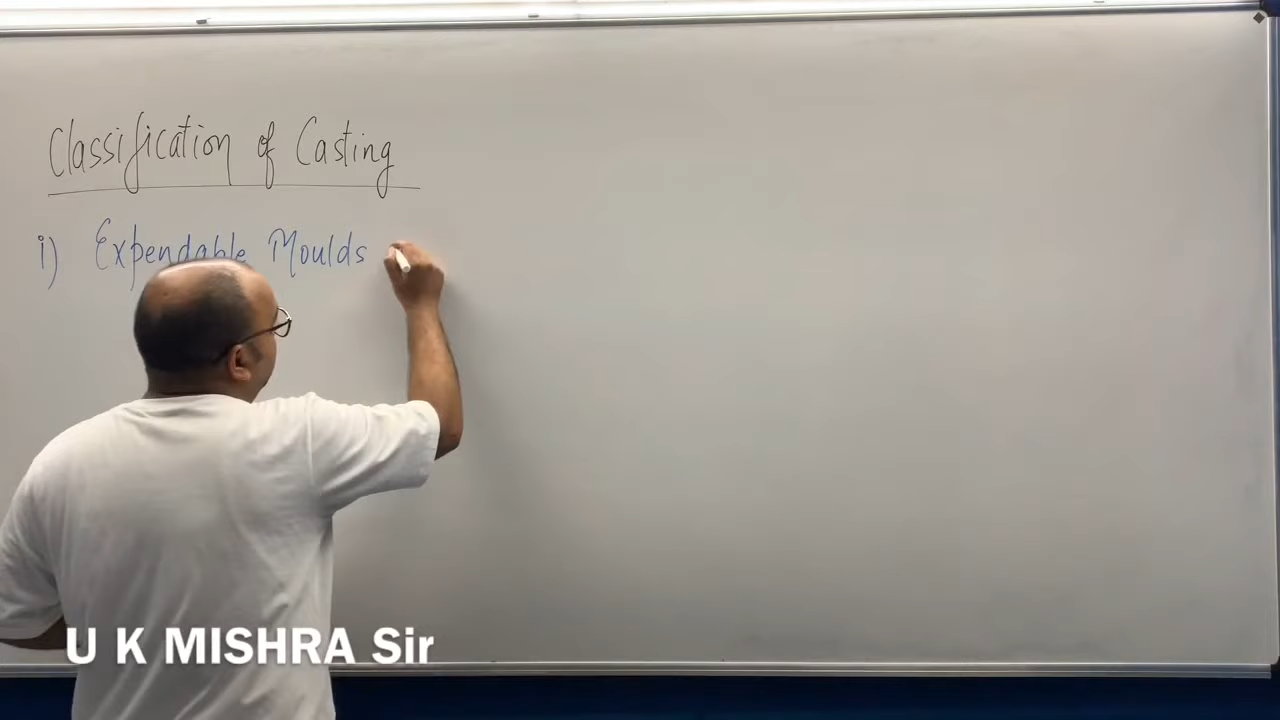 Classification of Casting
i) Expendable Moulds
U K MISHRA Sir